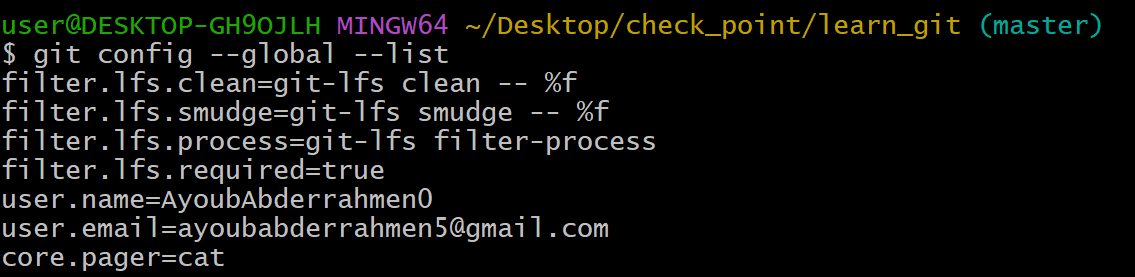 user@DESKTOP-GH9OJLH MINGW64 ~/Desktop/check_point/learn_git (master)
$ git config --global --list
filter.lfs.clean=git-lfs clean -- %f
filter.lfs.smudge=git-lfs smudge -- %f
filter.lfs.process=git-lfs filter-process
filter.lfs.required=true
user.name=AyoubAbderrahmen0
user.email=ayoubabderrahmen5@gmail.com
core.pager=cat